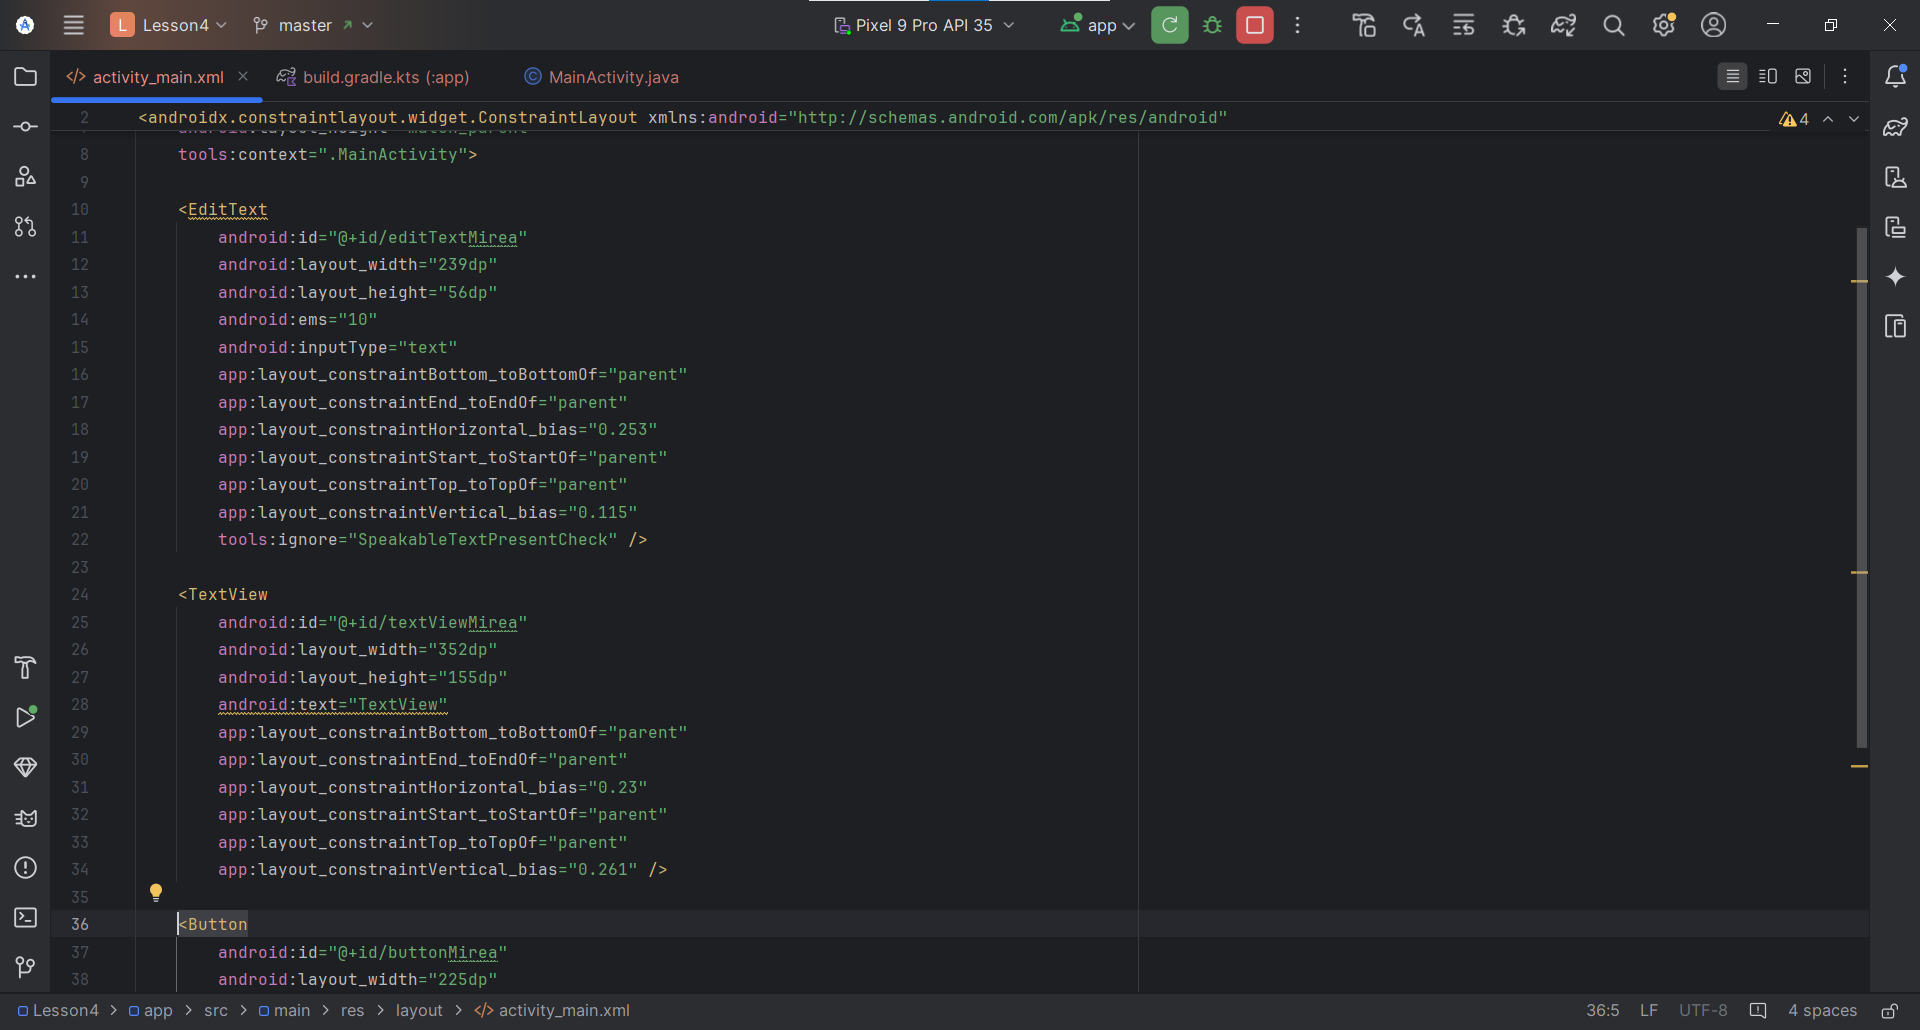 L Lesson4 master Pixel 9 Pro API 35 app
activity_main.xml build.gradle.kts (:app) MainActivity.java
2 <androidx.constraintlayout.widget.ConstraintLayout xmlns:android="http://schemas.android.com/apk/res/android" 4
8 tools:context=".MainActivity">
9
10 <EditText
11 android:id="@+id/editTextMirea"
12 android:layout_width="239dp"
13 android:layout_height="56dp"
14 android:ems="10"
15 android:inputType="text"
16 app:layout_constraintBottom_toBottomOf="parent"
17 app:layout_constraintEnd_toEndOf="parent"
18 app:layout_constraintHorizontal_bias="0.253"
19 app:layout_constraintStart_toStartOf="parent"
20 app:layout_constraintTop_toTopOf="parent"
21 app:layout_constraintVertical_bias="0.115"
22 tools:ignore="SpeakableTextPresentCheck" />
23
24 <TextView
25 android:id="@+id/textViewMirea"
26 android:layout_width="352dp"
27 android:layout_height="155dp"
28 android:text="TextView"
29 app:layout_constraintBottom_toBottomOf="parent"
30 app:layout_constraintEnd_toEndOf="parent"
31 app:layout_constraintHorizontal_bias="0.23"
32 app:layout_constraintStart_toStartOf="parent"
33 app:layout_constraintTop_toTopOf="parent"
34 app:layout_constraintVertical_bias="0.261" />
35
36 <Button
37 android:id="@+id/buttonMirea"
38 android:layout_width="225dp"
Lesson4 > app > src > main > res > layout > activity_main.xml 36:5 LF UTF-8 4 spaces